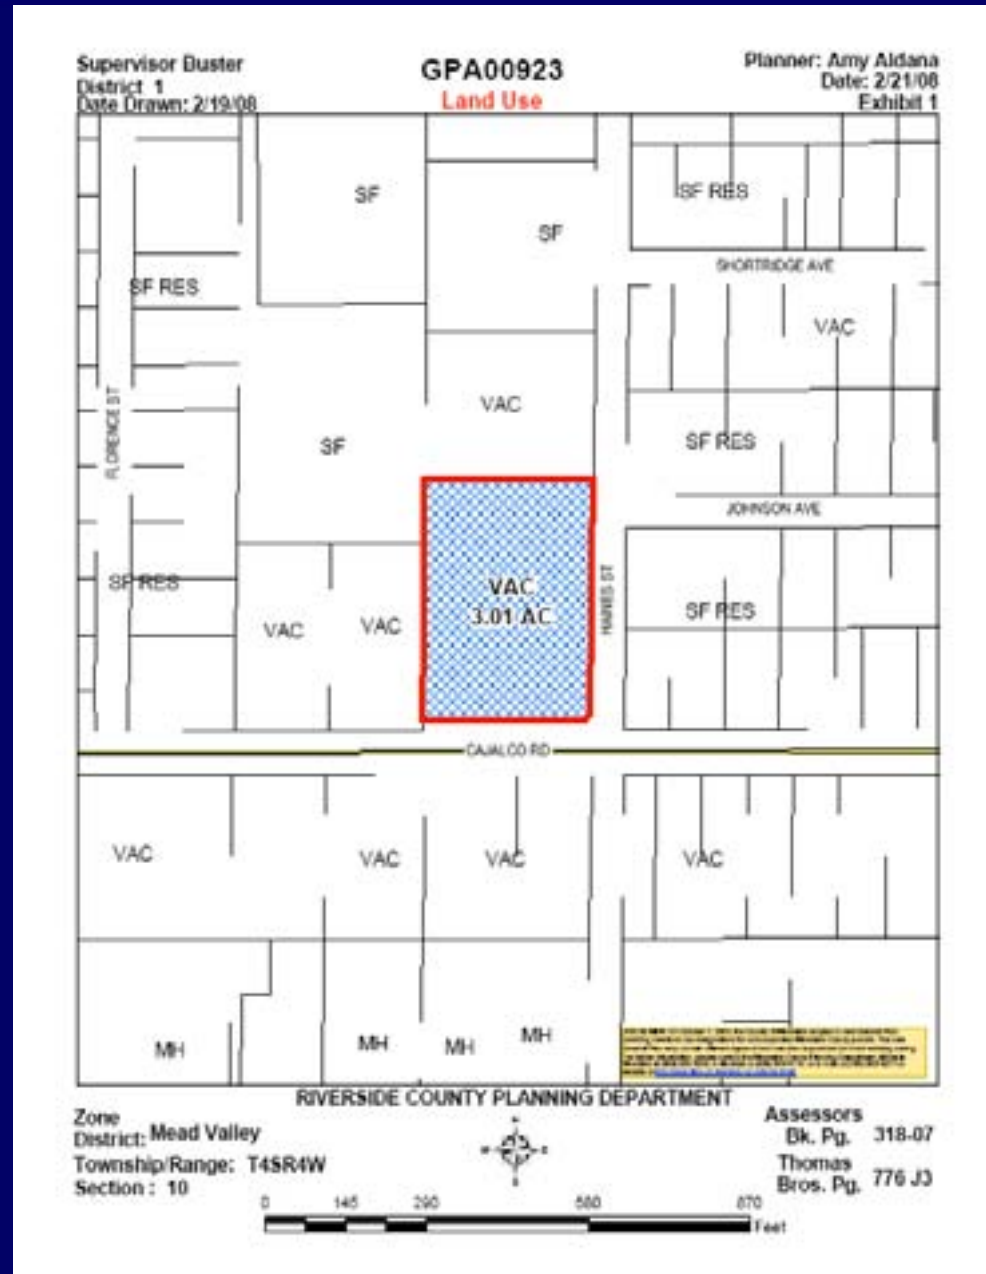 Supervisor Buster
District 1
Date Drawn: 2/19/08
GPA00923
Land Use
Planner: Amy Aldana
Date: 2/21/08
Exhibit 1
SF
SF RES
SF
SHORTRIDGE AVE
SF RES
VAC
VAC
FLORENCE ST
SF
SF RES
JOHNSON AVE
VAC
3.01 AC
HAINES ST
SF RES
SF RES
VAC
VAC
CAJALCO RD
VAC
VAC
VAC
VAC
MH
MH
MH
MH
RIVERSIDE COUNTY PLANNING DEPARTMENT
Zone
District: Mead Valley
Township/Range: T4SR4W
Section : 10
N
W
E
S
Assessors
Bk. Pg. 318-07
Thomas
Bros. Pg. 776 J3
0 145 290 580 870
Feet